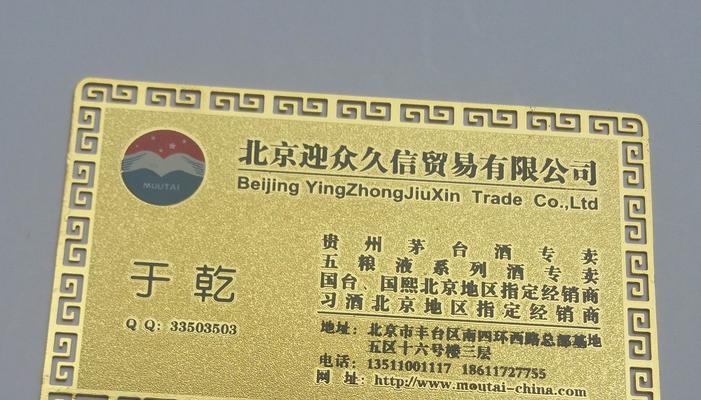 北京迎众久信贸易有限公司
Beijing YingZhongJiuXin Trade Co.,Ltd
MOUTAI
贵州茅台酒专卖
五粮液系列酒专卖
国台、国熙北京地区指定经销商
习酒北京地区指定经销商
于乾
QQ: 33503503
地址: 北京市丰台区南四环西路总部基地
五区十六号楼三层
电话: 13511001117 18611727755
网 址: http://www.moutai-china.com